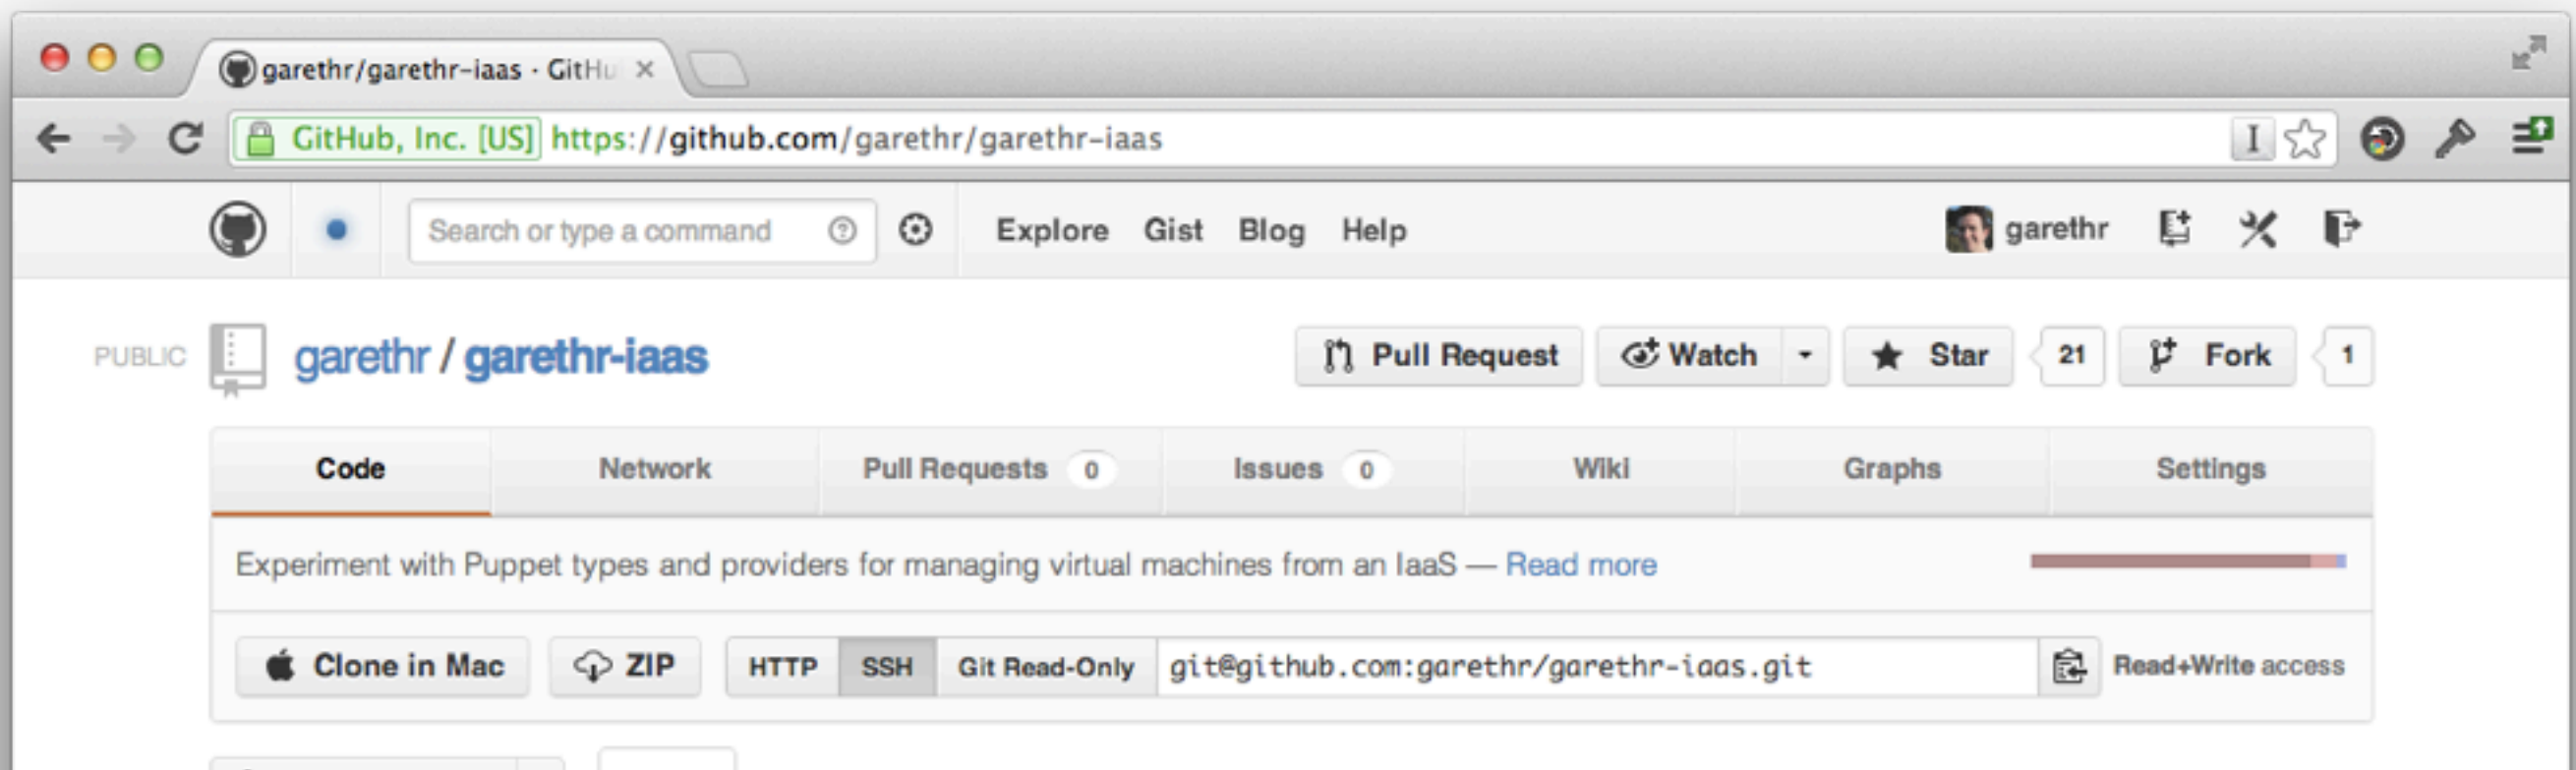 garethr/garethr-iaas · GitHu
GitHub, Inc. [US] https://github.com/garethr/garethr-iaas
Search or type a command Explore Gist Blog Help garethr
PUBLIC garethr / garethr-iaas Pull Request Watch Star 21 Fork 1
Code Network Pull Requests 0 Issues 0 Wiki Graphs Settings
Experiment with Puppet types and providers for managing virtual machines from an IaaS — Read more
Clone in Mac ZIP HTTP SSH Git Read-Only git@github.com:garethr/garethr-iaas.git Read+Write access